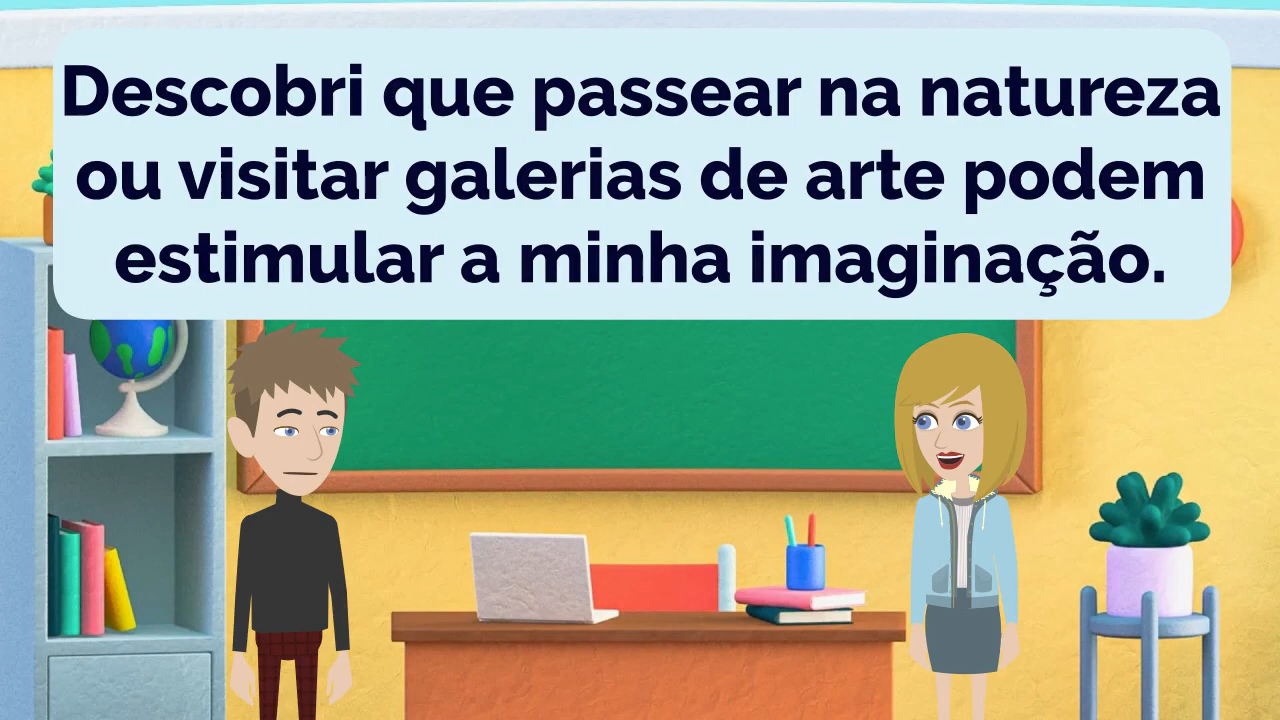 Descobri que passear na natureza
ou visitar galerias de arte podem
estimular a minha imaginação.